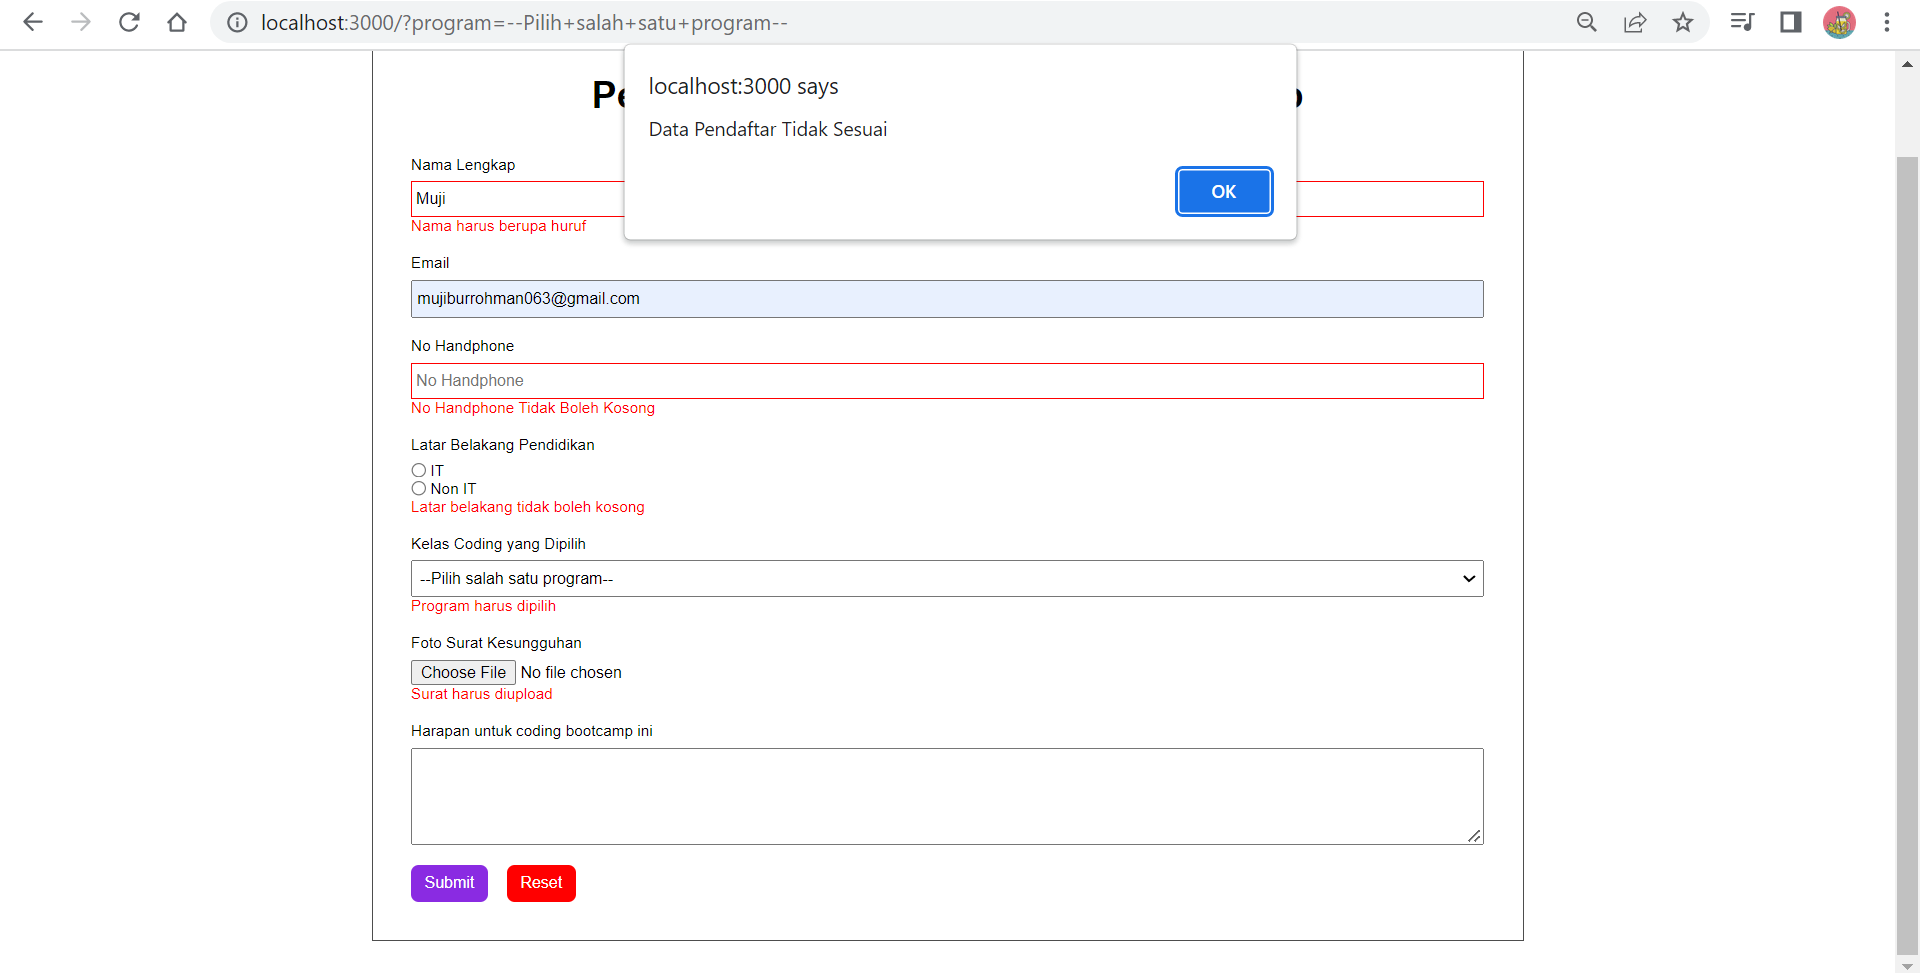 localhost:3000/?program=--Pilih+salah+satu+program--
localhost:3000 says
Data Pendaftar Tidak Sesuai
OK
Nama Lengkap
Muji
Nama harus berupa huruf
Email
mujiburrohman063@gmail.com
No Handphone
No Handphone
No Handphone Tidak Boleh Kosong
Latar Belakang Pendidikan
IT
Non IT
Latar belakang tidak boleh kosong
Kelas Coding yang Dipilih
--Pilih salah satu program--
Program harus dipilih
Foto Surat Kesungguhan
Choose File No file chosen
Surat harus diupload
Harapan untuk coding bootcamp ini
Submit Reset